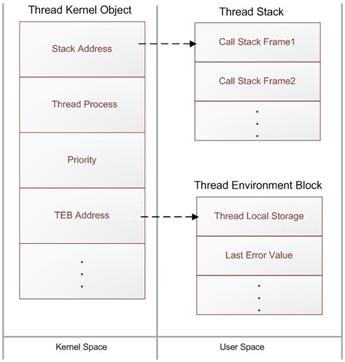 Thread Kernel Object
Stack Address
Thread Process
Priority
TEB Address
Thread Stack
Call Stack Frame1
Call Stack Frame2
Thread Environment Block
Thread Local Storage
Last Error Value
Kernel Space
User Space